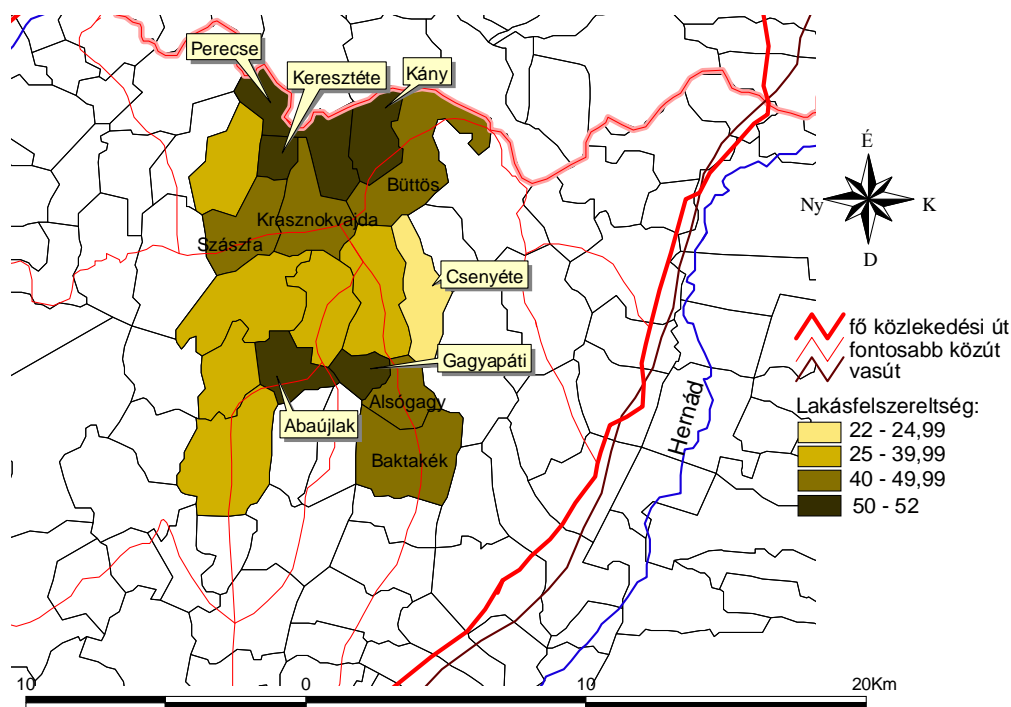 Perecse
Keresztéte
Kány
Büttös
Krasznokvajda
Szászfa
Csenyéte
Gagyapáti
Alsógagy
Abaújlak
Baktakék
Hernád
É
Ny
K
D
fő közlekedési út
fontosabb közút
vasút
Lakásfelszereltség:
22 - 24,99
25 - 39,99
40 - 49,99
50 - 52
10 0 10 20Km